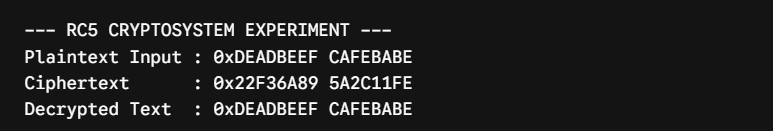 --- RC5 CRYPTOSYSTEM EXPERIMENT ---
Plaintext Input : 0xDEADBEEF CAFEBABE
Ciphertext      : 0x22F36A89 5A2C11FE
Decrypted Text  : 0xDEADBEEF CAFEBABE